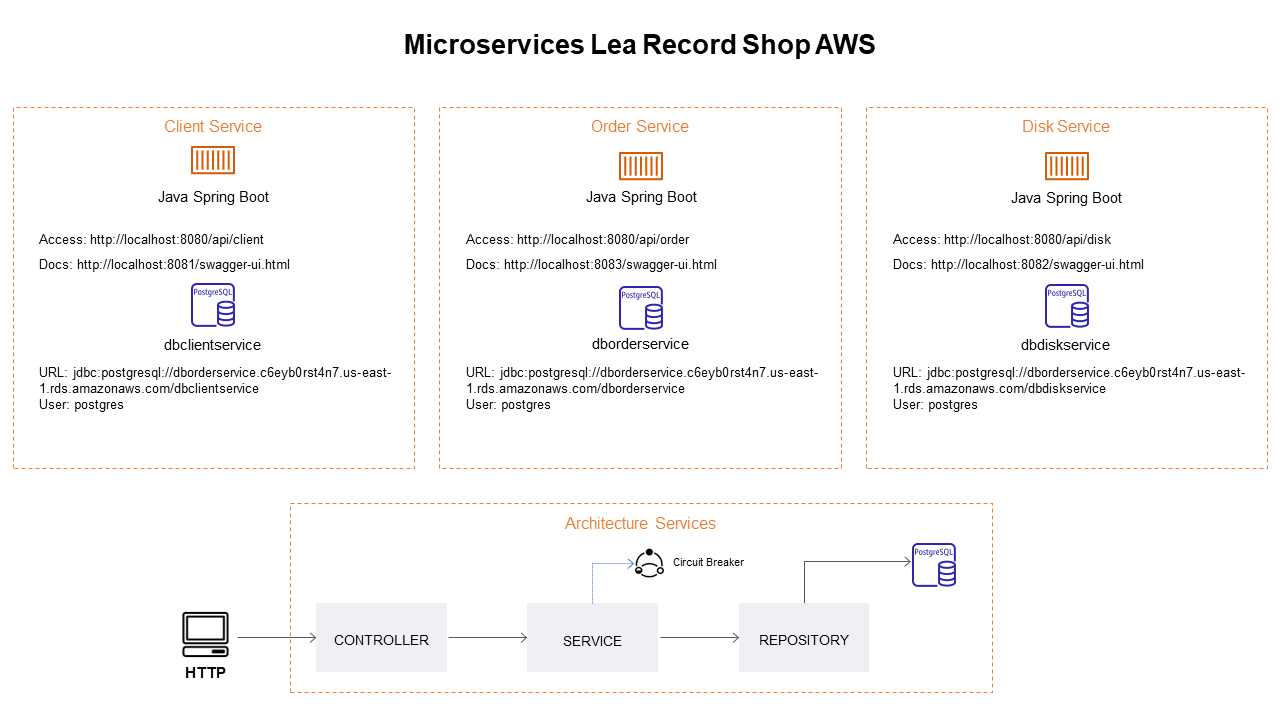 Microservices Lea Record Shop AWS
Client Service
Java Spring Boot
Access: http://localhost:8080/api/client
Docs: http://localhost:8081/swagger-ui.html
PostgreSQL
dbclientservice
URL: jdbc:postgresql://dborderservice.c6eyb0rst4n7.us-east-
1.rds.amazonaws.com/dbclientservice
User: postgres
Order Service
Java Spring Boot
Access: http://localhost:8080/api/order
Docs: http://localhost:8083/swagger-ui.html
PostgreSQL
dborderservice
URL: jdbc:postgresql://dborderservice.c6eyb0rst4n7.us-east-
1.rds.amazonaws.com/dborderservice
User: postgres
Disk Service
Java Spring Boot
Access: http://localhost:8080/api/disk
Docs: http://localhost:8082/swagger-ui.html
PostgreSQL
dbdiskservice
URL: jdbc:postgresql://dborderservice.c6eyb0rst4n7.us-east-
1.rds.amazonaws.com/dbdiskservice
User: postgres
Architecture Services
Circuit Breaker
PostgreSQL
HTTP
CONTROLLER
SERVICE
REPOSITORY